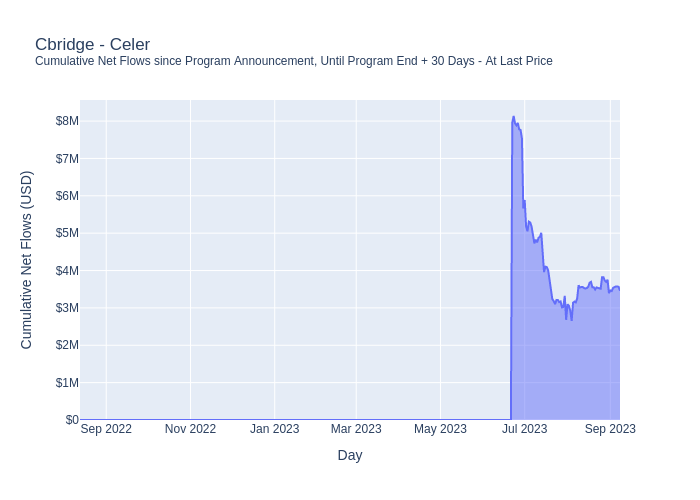 Cbridge - Celer
Cumulative Net Flows since Program Announcement, Until Program End + 30 Days - At Last Price
Cumulative Net Flows (USD)
$8M
$7M
$6M
$5M
$4M
$3M
$2M
$1M
$0
Sep 2022 Nov 2022 Jan 2023 Mar 2023 May 2023 Jul 2023 Sep 2023
Day